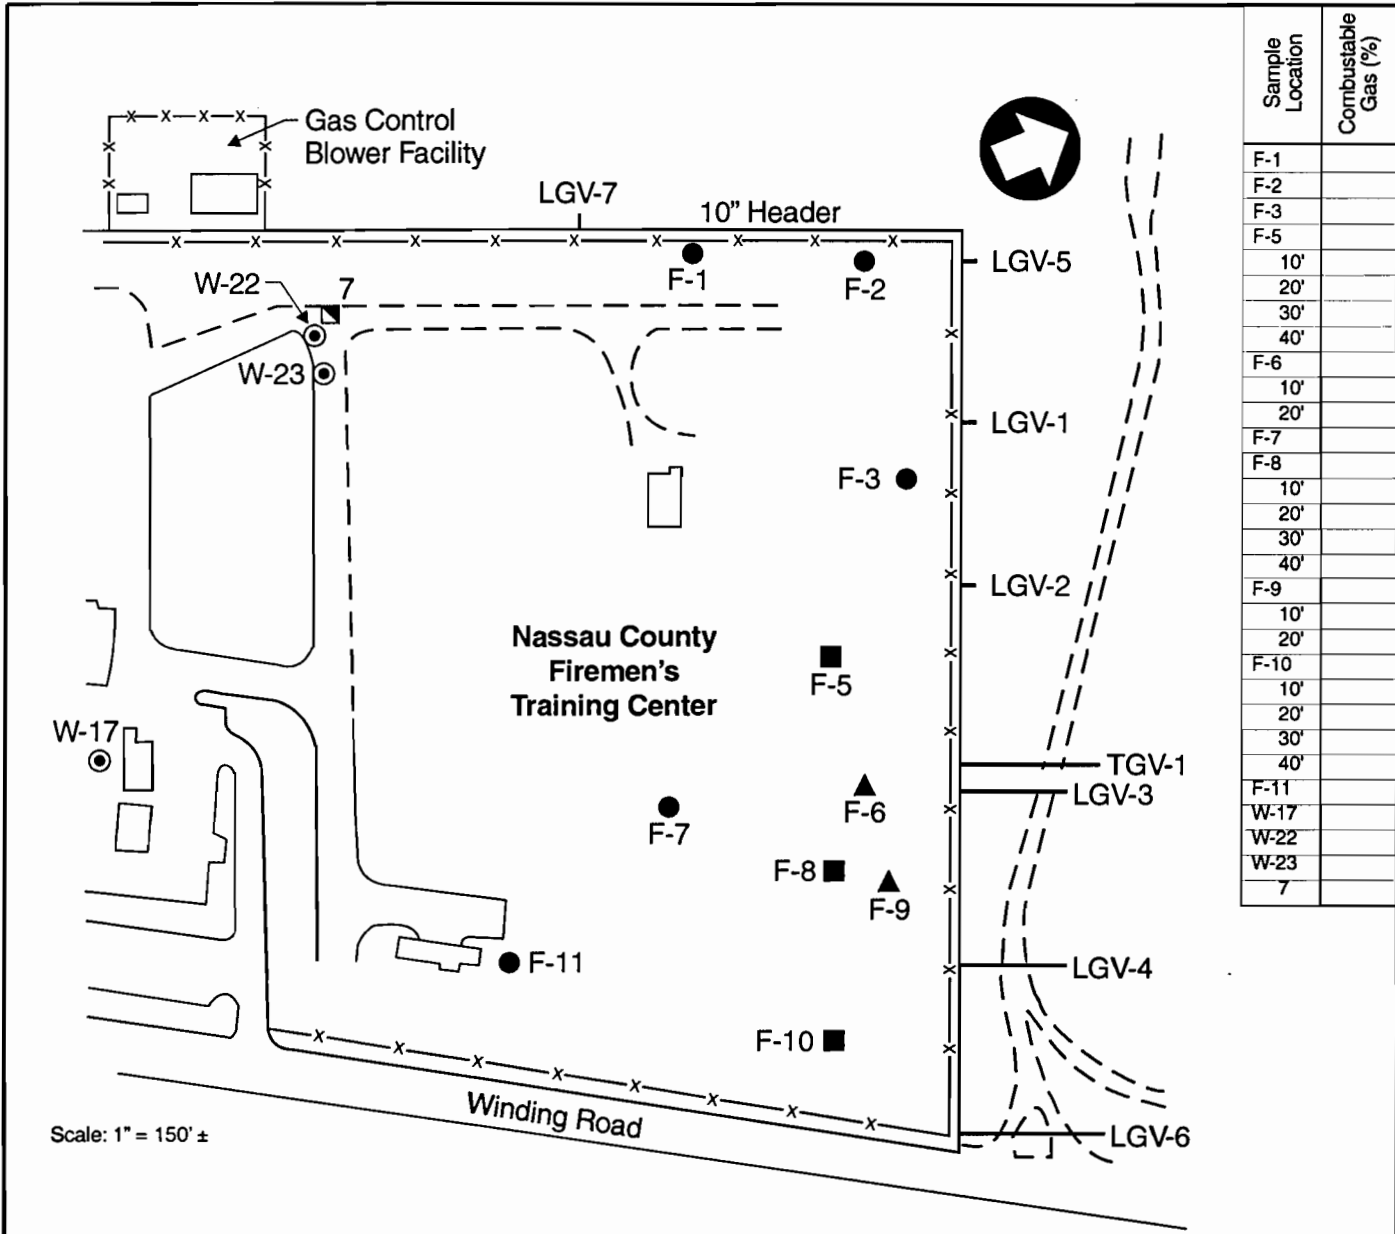 Gas Control
Blower Facility
LGV-7
10” Header
LGV-5
F-1
F-2
W-22
7
W-23
LGV-1
F-3
LGV-2
Nassau County
Firemen’s
Training Center
F-5
W-17
TGV-1
LGV-3
F-6
F-7
F-8
F-9
F-11
LGV-4
F-10
Winding Road
LGV-6
Scale: 1” = 150’ ±
Sample
Location
Combustable
Gas (%)
F-1
F-2
F-3
F-5
10'
20'
30'
40'
F-6
10'
20'
F-7
F-8
10'
20'
30'
40'
F-9
10'
20'
F-10
10'
20'
30'
40'
F-11
W-17
W-22
W-23
7